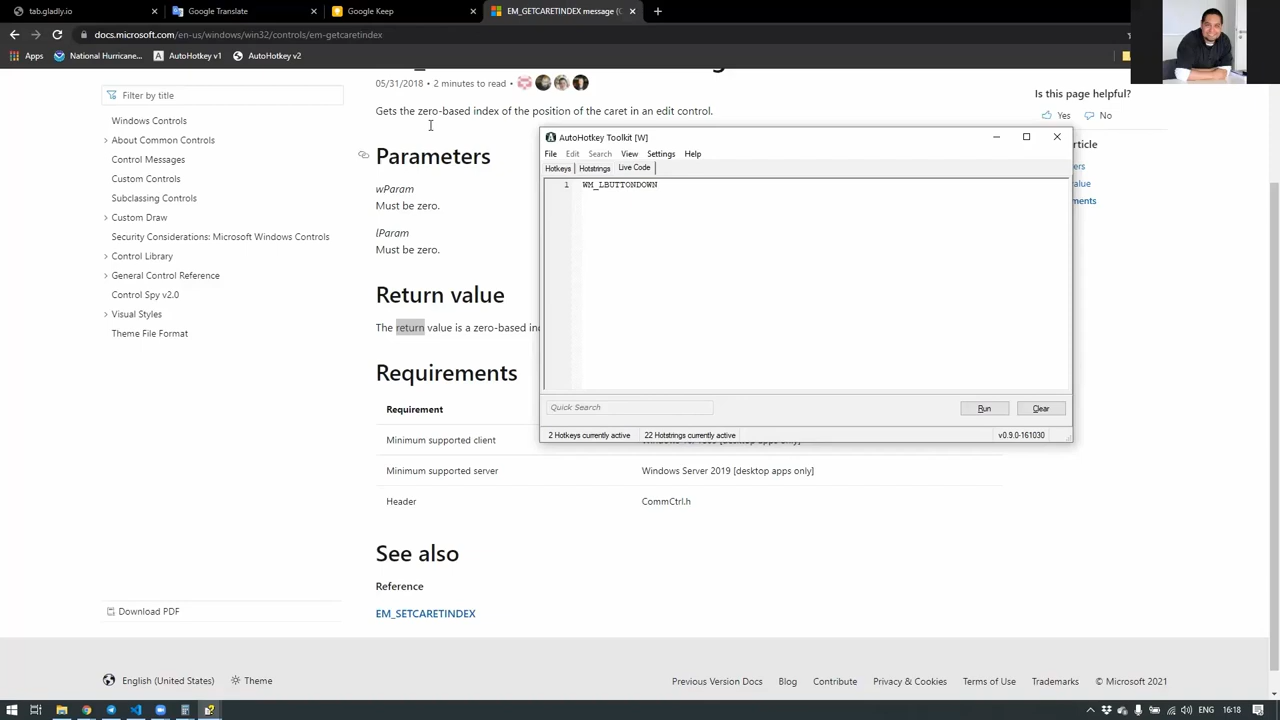 tab.gladly.io
Google Translate
Google Keep
EM_GETCARETINDEX message (
docs.microsoft.com/en-us/windows/win32/controls/em-getcaretindex
Apps
National Hurricane...
AutoHotkey v1
AutoHotkey v2
Filter by title
Windows Controls
About Common Controls
Control Messages
Common Controls
Subclassing Controls
Custom Draw
Security Considerations: Microsoft Windows Controls
Control Library
General Control Reference
Control Spy v2.0
Visual Styles
Theme File Format
Download PDF
05/31/2018 • 2 minutes to read •
Gets the zero-based index of the position of the caret in an edit control.
Parameters
wParam
Must be zero.
lParam
Must be zero.
Return value
The return value is a zero-based in
Requirements
Requirement
Minimum supported client
Minimum supported server
Windows Server 2019 [desktop apps only]
Header
CommCtrl.h
See also
Reference
EM_SETCARETINDEX
Is this page helpful?
Yes
No
AutoHotkey Toolkit [W]
File Edit Search View Settings Help
Hotkeys Hotstrings Live Code
1 WM_LBUTTONDOWN
Quick Search
Run
Clear
2 Hotkeys currently active
22 Hotstrings currently active
v0.9.0-161030
English (United States)
Theme
Previous Version Docs
Blog
Contribute
Privacy & Cookies
Terms of Use
Trademarks
© Microsoft 2021
ENG
16:18